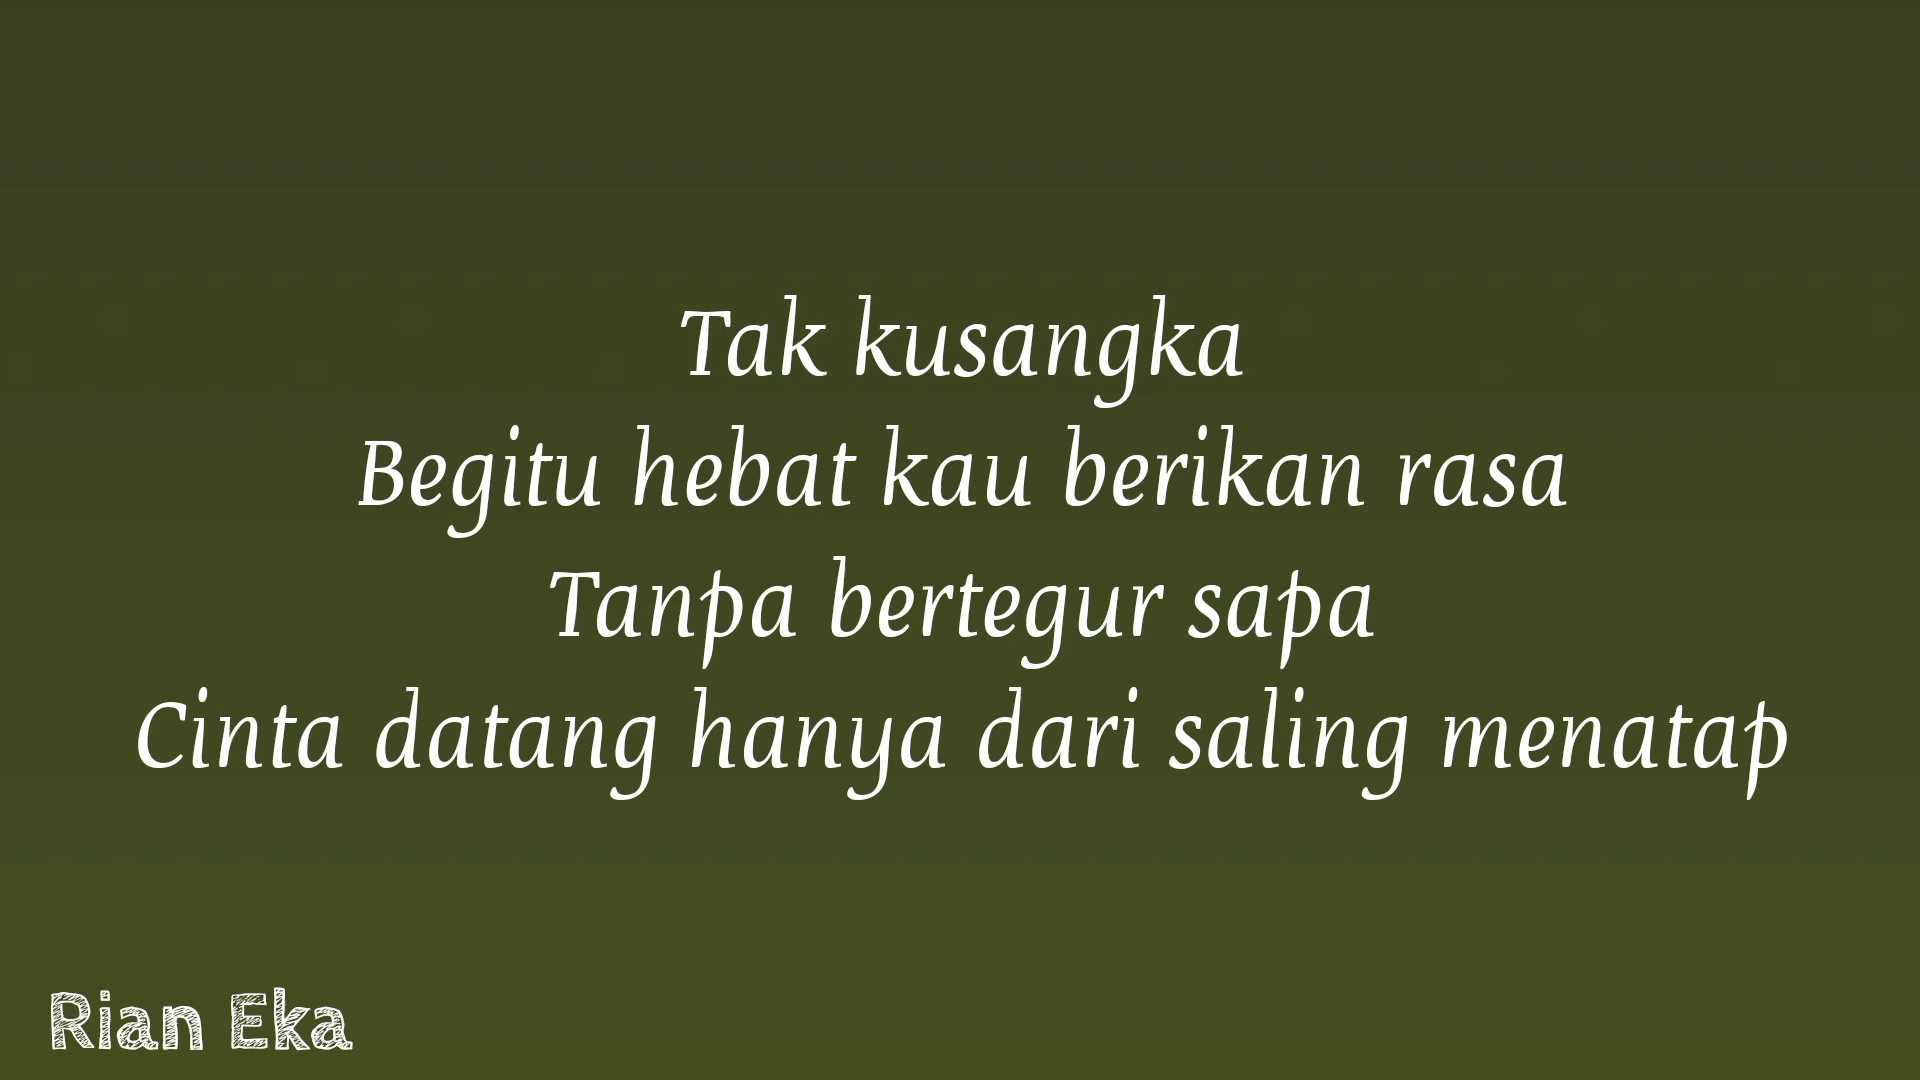 Tak kusangka
Begitu hebat kau berikan rasa
Tanpa bertegur sapa
Cinta datang hanya dari saling menatap
Rian Eka